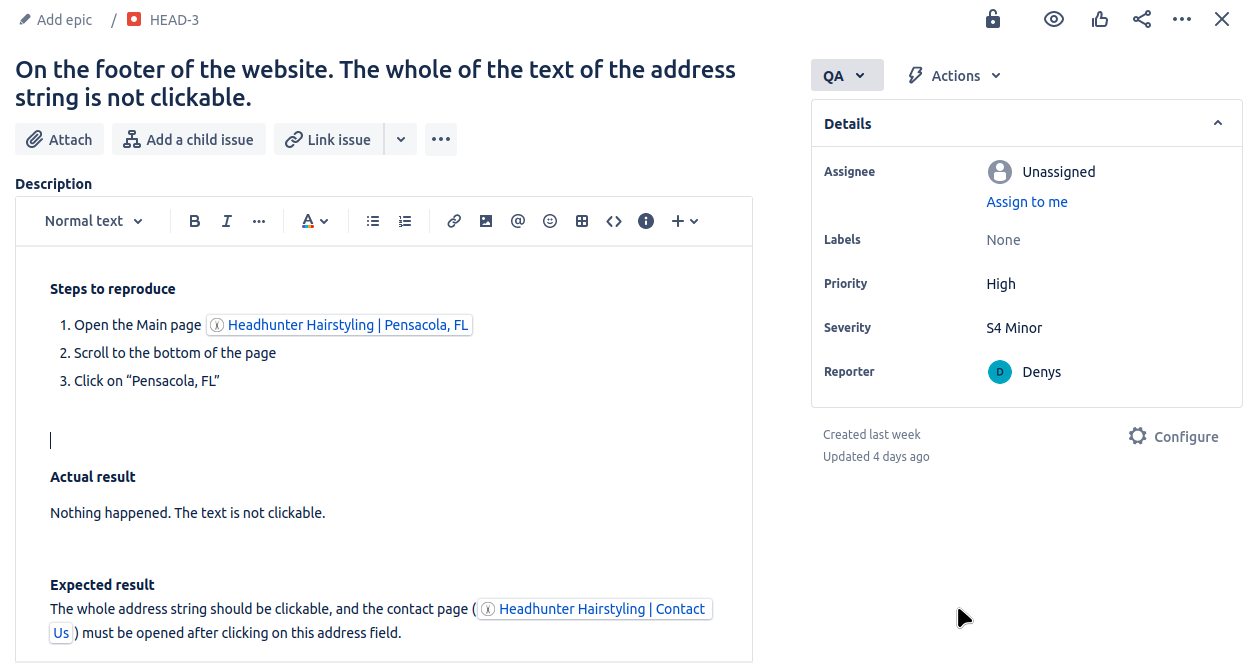 Add epic / HEAD-3
On the footer of the website. The whole of the text of the address
string is not clickable.
Attach Add a child issue Link issue
Description
Normal text B I A
Steps to reproduce
1. Open the Main page Headhunter Hairstyling | Pensacola, FL
2. Scroll to the bottom of the page
3. Click on “Pensacola, FL”
Actual result
Nothing happened. The text is not clickable.
Expected result
The whole address string should be clickable, and the contact page ( Headhunter Hairstyling | Contact
Us ) must be opened after clicking on this address field.
QA Actions
Details
Assignee Unassigned
Assign to me
Labels None
Priority High
Severity S4 Minor
Reporter D Denys
Created last week
Updated 4 days ago
Configure